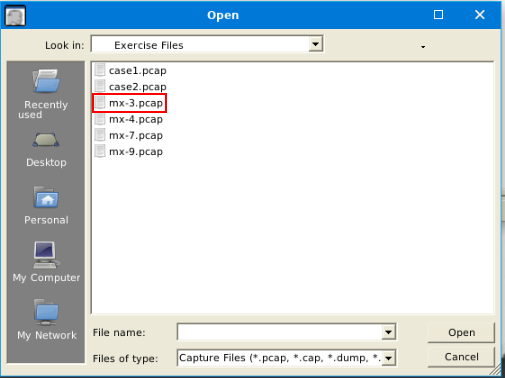 Open
Look in:
Exercise Files
Recently
used
Desktop
Personal
My Computer
My Network
case1.pcap
case2.pcap
mx-3.pcap
mx-4.pcap
mx-7.pcap
mx-9.pcap
File name:
Open
Files of type:
Capture Files (*.pcap, *.cap, *.dump, *.
Cancel